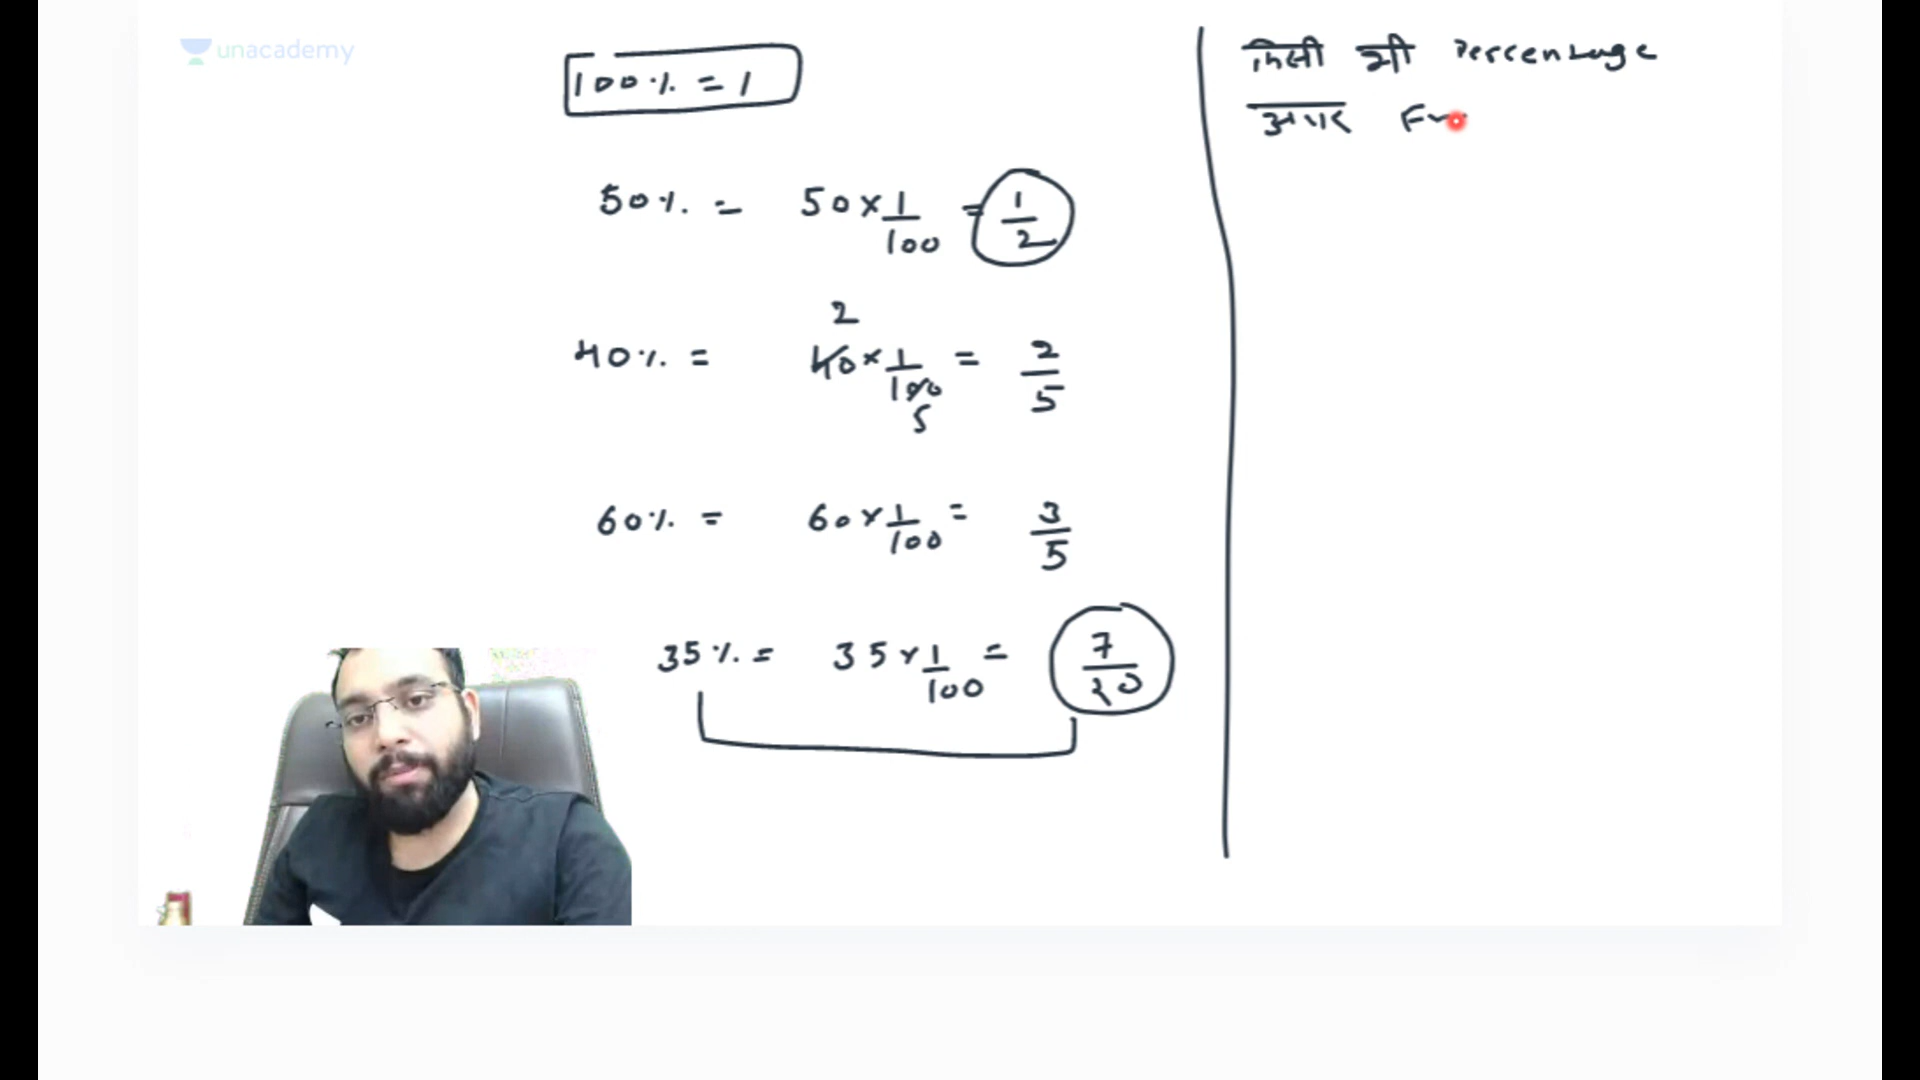 unacademy
100% = 1
50% = 50 × 1/100 = 1/2
2
40% = 40 × 1/100 = 2/5
5
60% = 60 × 1/100 = 3/5
35% = 35 × 1/100 = 7/20
किसी भी Percentage
अगर Fr